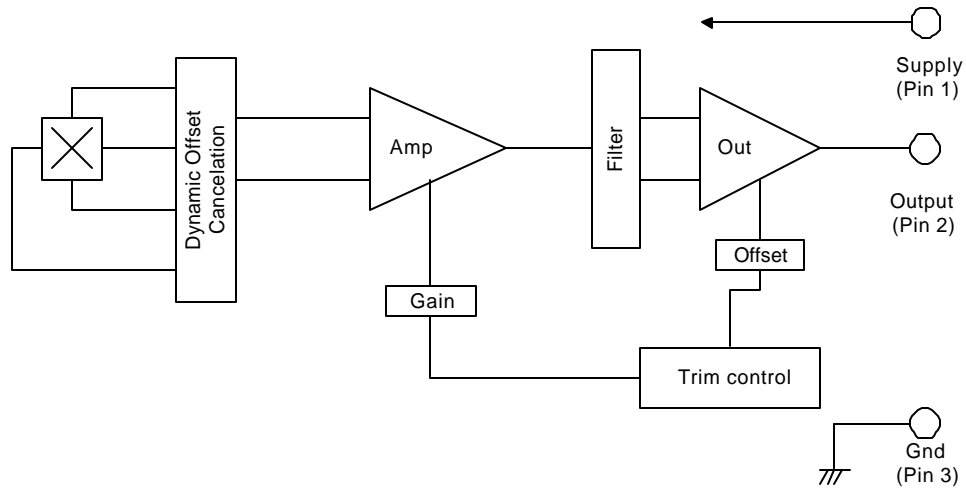 Supply
(Pin 1)
Dynamic Offset
Cancelation
Amp
Filter
Out
Output
(Pin 2)
Offset
Gain
Trim control
Gnd
(Pin 3)